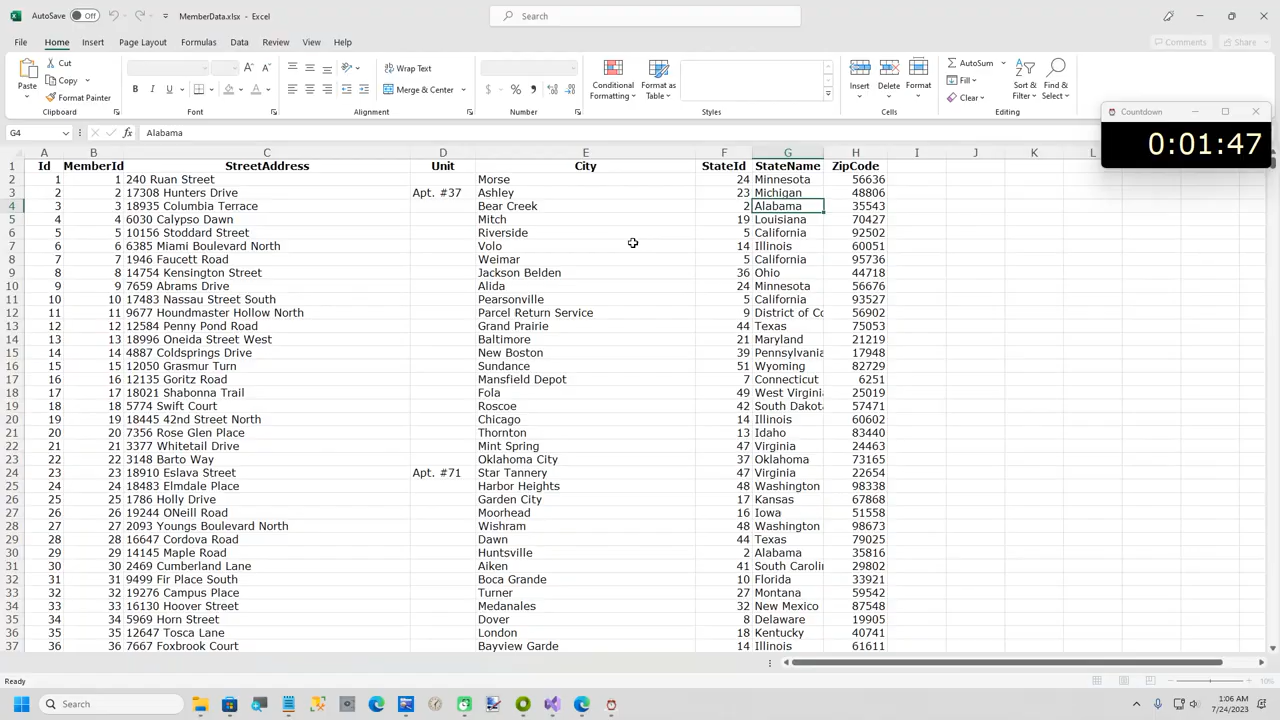 AutoSave Off MemberData.xlsx - Excel Search
File Home Insert Page Layout Formulas Data Review View Help Comments Share
Paste Cut Copy Format Painter Clipboard Font Wrap Text Merge & Center Alignment Number Conditional Formatting Format as Table Styles Insert Delete Format Cells AutoSum Fill Clear Sort & Filter Find & Select Editing
Countdown
0:01:47
G4 Alabama
A B C D E F G H I J K L
1 Id MemberId StreetAddress Unit City StateId StateName ZipCode
2 1 1 240 Ruan Street Morse 24 Minnesota 56636
3 2 2 17308 Hunters Drive Apt. #37 Ashley 23 Michigan 48806
4 3 3 18935 Columbia Terrace Bear Creek 2 Alabama 35543
5 4 4 6030 Calypso Dawn Mitch 19 Louisiana 70427
6 5 5 10156 Stoddard Street Riverside 5 California 92502
7 6 6 6385 Miami Boulevard North Volo 14 Illinois 60051
8 7 7 1946 Faucett Road Weimar 5 California 95736
9 8 8 14754 Kensington Street Jackson Belden 36 Ohio 44718
10 9 9 7659 Abrams Drive Alida 24 Minnesota 56676
11 10 10 17483 Nassau Street South Pearsonville 5 California 93527
12 11 11 9677 Houndmaster Hollow North Parcel Return Service 9 District of Co 56902
13 12 12 12584 Penny Pond Road Grand Prairie 44 Texas 75053
14 13 13 18996 Oneida Street West Baltimore 21 Maryland 21219
15 14 14 4887 Coldsprings Drive New Boston 39 Pennsylvania 17948
16 15 15 12050 Grasmur Turn Sundance 51 Wyoming 82729
17 16 16 12135 Goritz Road Mansfield Depot 7 Connecticut 6251
18 17 17 18021 Shabonna Trail Fola 49 West Virginia 25019
19 18 18 5774 Swift Court Roscoe 42 South Dakota 57471
20 19 19 18445 42nd Street North Chicago 14 Illinois 60602
21 20 20 7356 Rose Glen Place Thornton 13 Idaho 83440
22 21 21 3377 Whitetail Drive Mint Spring 47 Virginia 24463
23 22 22 3148 Barto Way Oklahoma City 37 Oklahoma 73165
24 23 23 18910 Eslava Street Apt. #71 Star Tannery 47 Virginia 22654
25 24 24 18483 Elmdale Place Harbor Heights 48 Washington 98338
26 25 25 1786 Holly Drive Garden City 17 Kansas 67868
27 26 26 19244 ONeill Road Moorhead 16 Iowa 51558
28 27 27 2093 Youngs Boulevard North Wishram 48 Washington 98673
29 28 28 16647 Cordova Road Dawn 44 Texas 79025
30 29 29 14145 Maple Road Huntsville 2 Alabama 35816
31 30 30 2469 Cumberland Lane Aiken 41 South Carolin 29802
32 31 31 9499 Fir Place South Boca Grande 10 Florida 33921
33 32 32 19276 Campus Place Turner 27 Montana 59542
34 33 33 16130 Hoover Street Medanales 32 New Mexico 87548
35 34 34 5969 Horn Street Dover 8 Delaware 19905
36 35 35 12647 Tosca Lane London 18 Kentucky 40741
37 36 36 7667 Foxbrook Court Bayview Garde 14 Illinois 61611
Ready 10%
Search 1:06 AM
7/24/2023